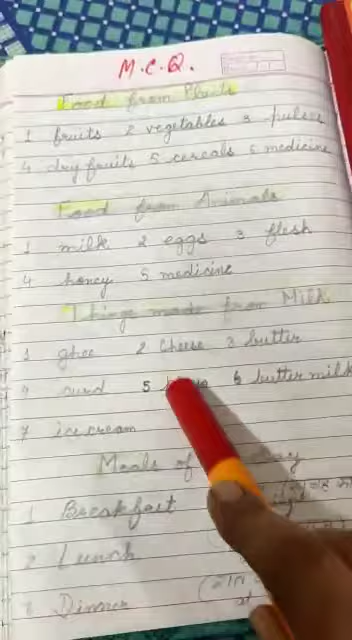 M.C.Q.
Food from Plants
1 fruits 2 vegetables 3 pulses
4 dry fruits 5 cereals 6 medicine
Food from Animals
1 milk 2 eggs 3 flesh
4 honey 5 medicine
Things made from Milk
1 ghee 2 Cheese 3 butter
4 curd 5 6 butter milk
7 ice cream
Meals of
1 Breakfast
2 Lunch
3 Dinner